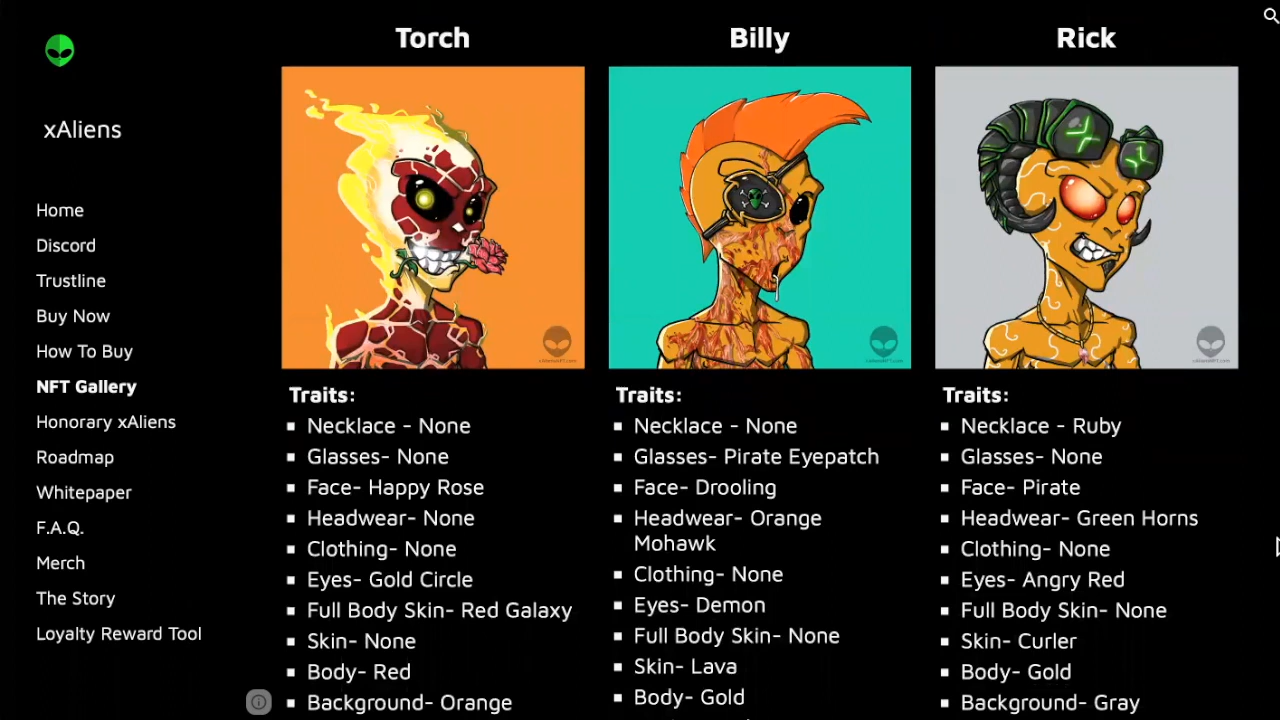 xAliens
Home
Discord
Trustline
Buy Now
How To Buy
NFT Gallery
Honorary xAliens
Roadmap
Whitepaper
F.A.Q.
Merch
The Story
Loyalty Reward Tool
Torch
Traits:
Necklace - None
Glasses- None
Face- Happy Rose
Headwear- None
Clothing- None
Eyes- Gold Circle
Full Body Skin- Red Galaxy
Skin- None
Body- Red
Background- Orange
Billy
Traits:
Necklace - None
Glasses- Pirate Eyepatch
Face- Drooling
Headwear- Orange
Mohawk
Clothing- None
Eyes- Demon
Full Body Skin- None
Skin- Lava
Body- Gold
Rick
Traits:
Necklace - Ruby
Glasses- None
Face- Pirate
Headwear- Green Horns
Clothing- None
Eyes- Angry Red
Full Body Skin- None
Skin- Curler
Body- Gold
Background- Gray